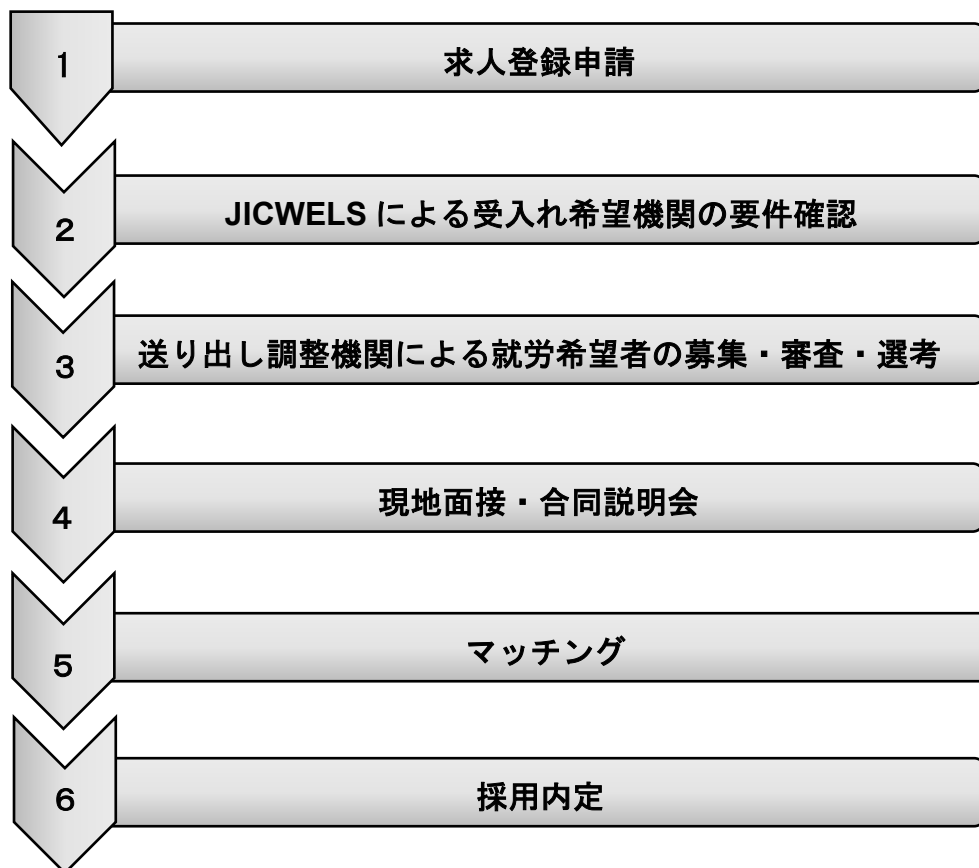 1
求人登録申請
2
JICWELS による受入れ希望機関の要件確認
3
送り出し調整機関による就労希望者の募集・審査・選考
4
現地面接・合同説明会
5
マッチング
6
採用内定